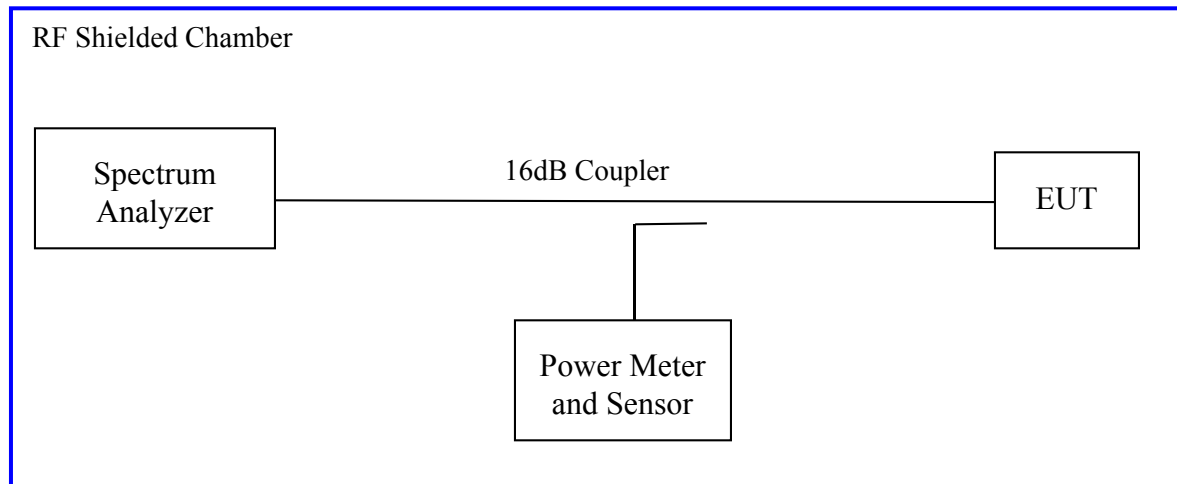 RF Shielded Chamber
Spectrum
Analyzer
16dB Coupler
EUT
Power Meter
and Sensor